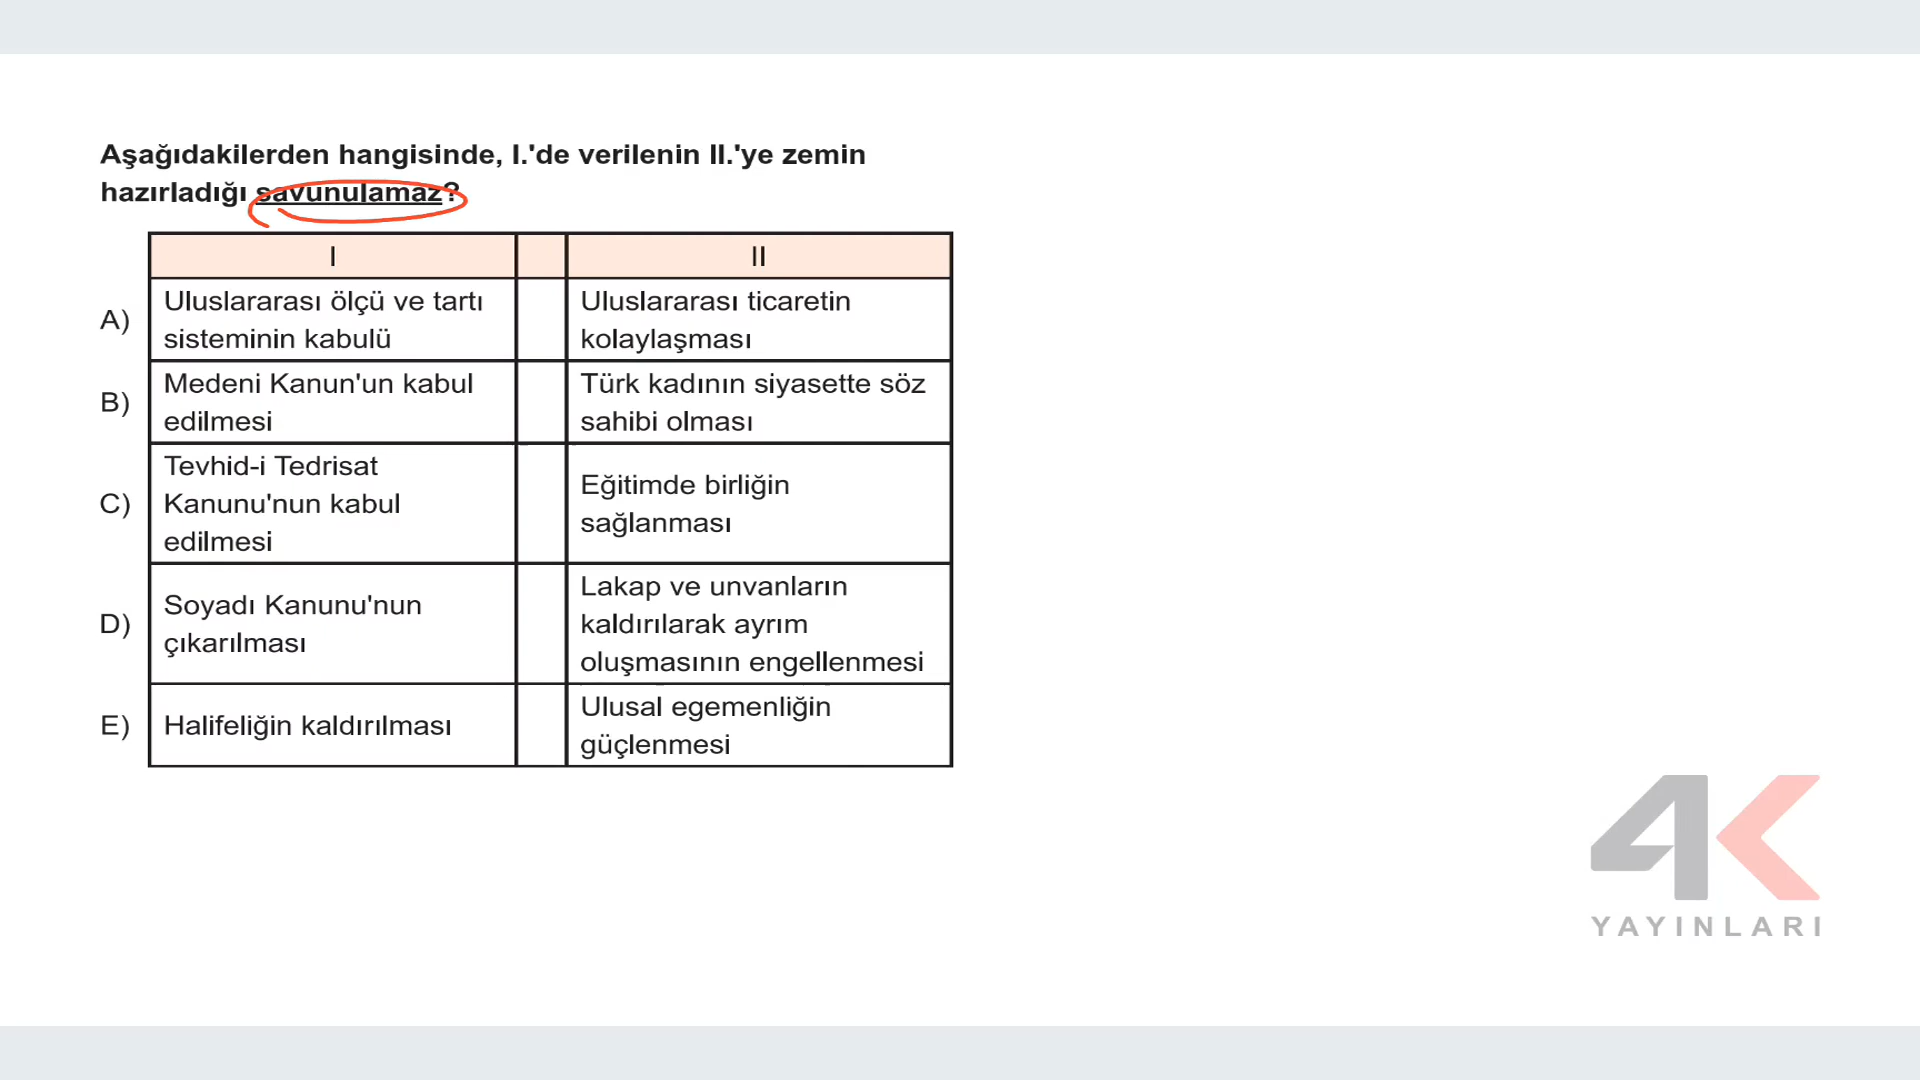 Aşağıdakilerden hangisinde, I.'de verilenin II.'ye zemin
hazırladığı savunulamaz?
I
II
A)
Uluslararası ölçü ve tartı
sisteminin kabulü
Uluslararası ticaretin
kolaylaşması
B)
Medeni Kanun'un kabul
edilmesi
Türk kadının siyasette söz
sahibi olması
C)
Tevhid-i Tedrisat
Kanunu'nun kabul
edilmesi
Eğitimde birliğin
sağlanması
D)
Soyadı Kanunu'nun
çıkarılması
Lakap ve unvanların
kaldırılarak ayrım
oluşmasının engellenmesi
E)
Halifeliğin kaldırılması
Ulusal egemenliğin
güçlenmesi
4K
YAYINLARI